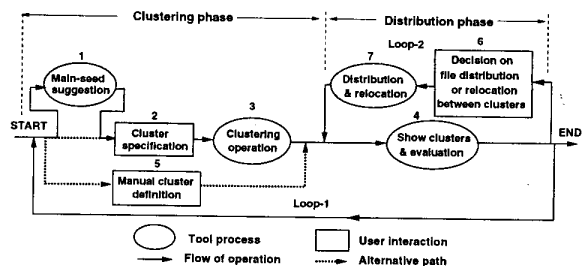 Clustering phase
Distribution phase
1
Main-seed
suggestion
START
2
Cluster
specification
3
Clustering
operation
5
Manual cluster
definition
7
Distribution
& relocation
Loop-2
6
Decision on
file distribution
or relocation
between clusters
4
Show clusters
& evaluation
END
Loop-1
Tool process
User interaction
Flow of operation
Alternative path